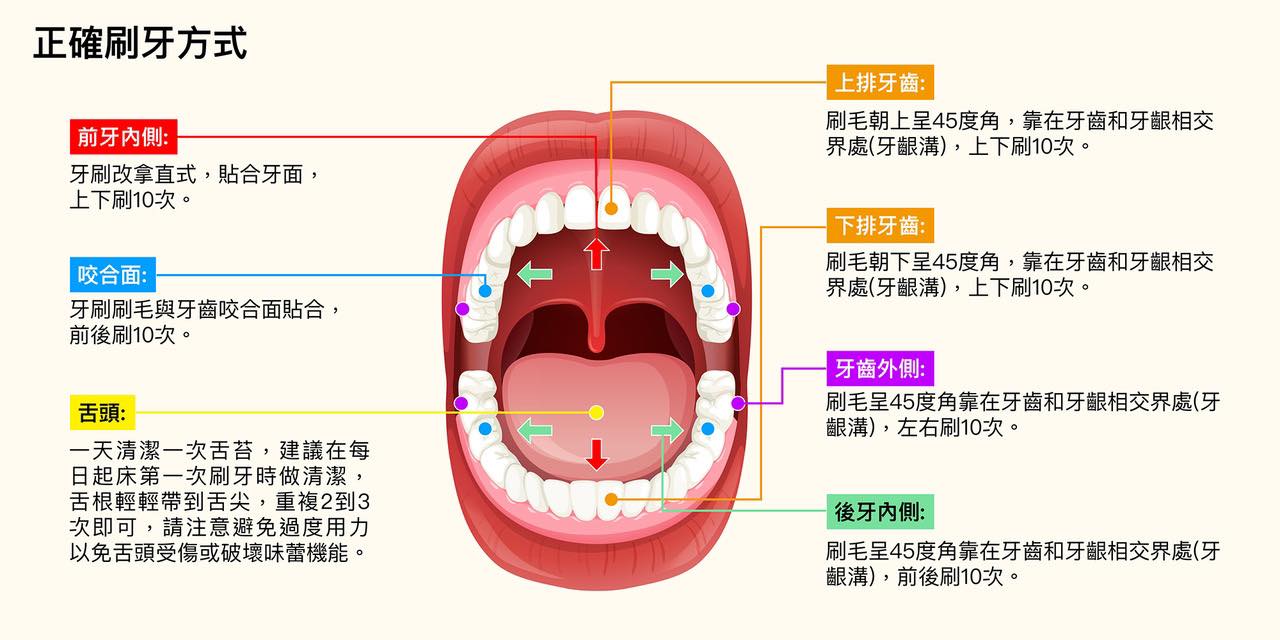 正確刷牙方式
前牙內側:
牙刷改拿直式，貼合牙面，
上下刷10次。
咬合面:
牙刷刷毛與牙齒咬合面貼合，
前後刷10次。
舌頭:
一天清潔一次舌苔，建議在每
日起床第一次刷牙時做清潔，
舌根輕輕帶到舌尖，重複2到3
次即可，請注意避免過度用力
以免舌頭受傷或破壞味蕾機能。
上排牙齒:
刷毛朝上呈45度角，靠在牙齒和牙齦相交
界處(牙齦溝)，上下刷10次。
下排牙齒:
刷毛朝下呈45度角，靠在牙齒和牙齦相交
界處(牙齦溝)，上下刷10次。
牙齒外側:
刷毛呈45度角靠在牙齒和牙齦相交界處(牙
齦溝)，左右刷10次。
後牙內側:
刷毛呈45度角靠在牙齒和牙齦相交界處(牙
齦溝)，前後刷10次。